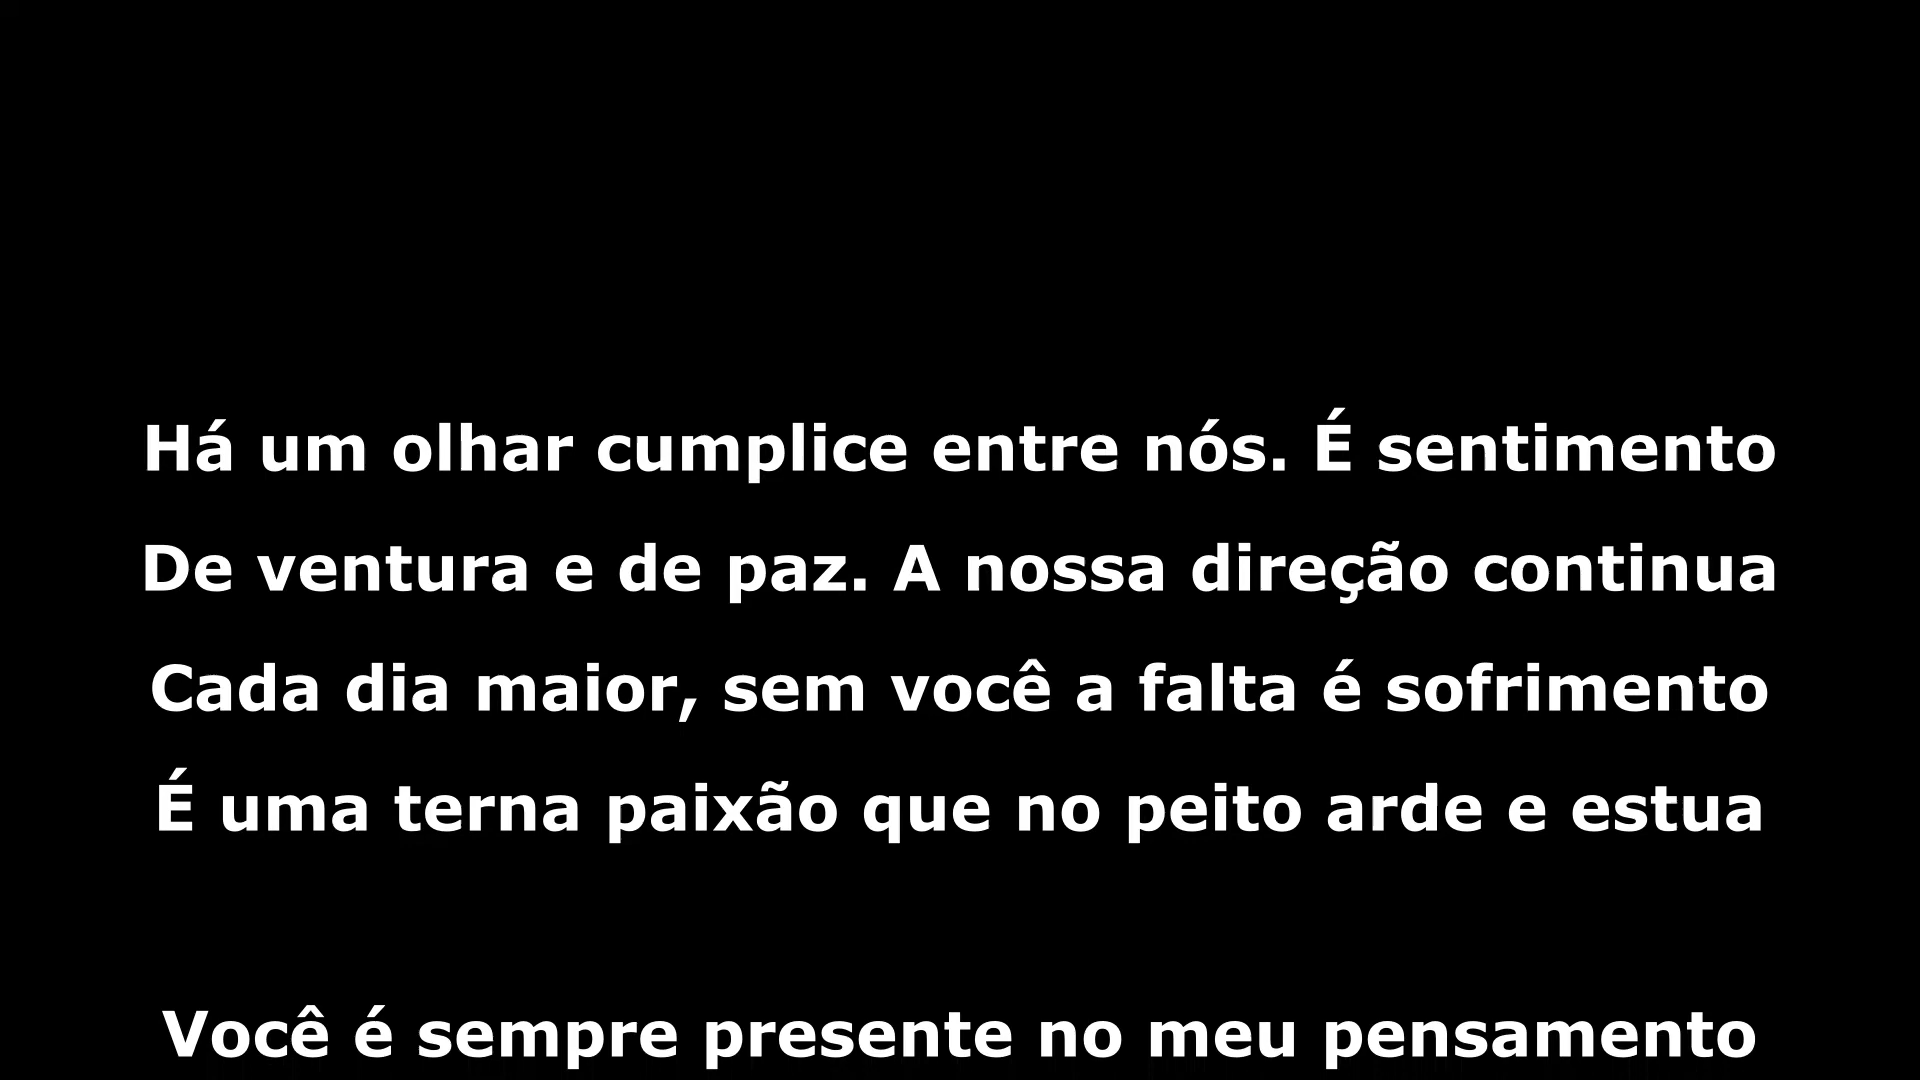 Há um olhar cumplice entre nós. É sentimento
De ventura e de paz. A nossa direção continua
Cada dia maior, sem você a falta é sofrimento
É uma terna paixão que no peito arde e estua
Você é sempre presente no meu pensamento